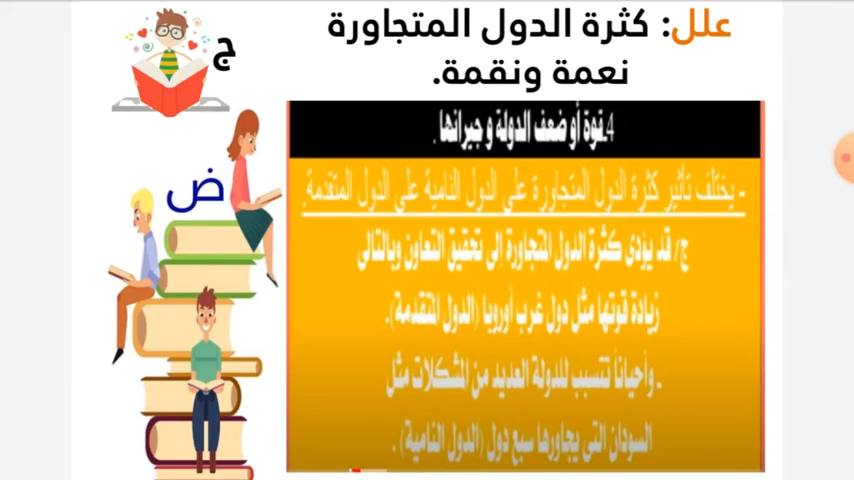 علل: كثرة الدول المتجاورة
نعمة ونقمة.
ج
ض
4.قوة أو ضعف الدولة و جيرانها .
- يختلف تأثير كثرة الدول المتجاورة على الدول النامية على الدول المتقدمة.
ج/ قد يؤدى كثرة الدول المتجاورة الى تحقيق التعاون وبالتالى
زيادة قوتها مثل دول غرب أوروبا (الدول المتقدمة).
- وأحياناً تتسبب للدولة العديد من المشكلات مثل
السودان التى يجاورها سبع دول (الدول النامية) .